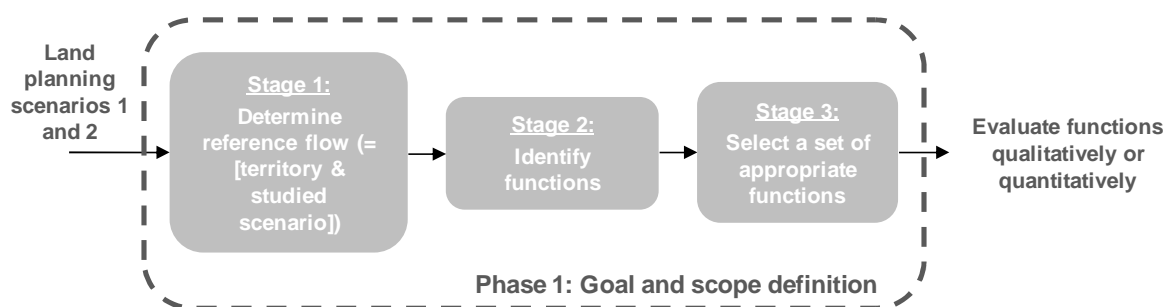 Land
planning
scenarios 1
and 2
Stage 1:
Determine
reference flow (=
[territory &
studied
scenario])
Stage 2:
Identify
functions
Stage 3:
Select a set of
appropriate
functions
Evaluate functions
qualitatively or
quantitatively
Phase 1: Goal and scope definition